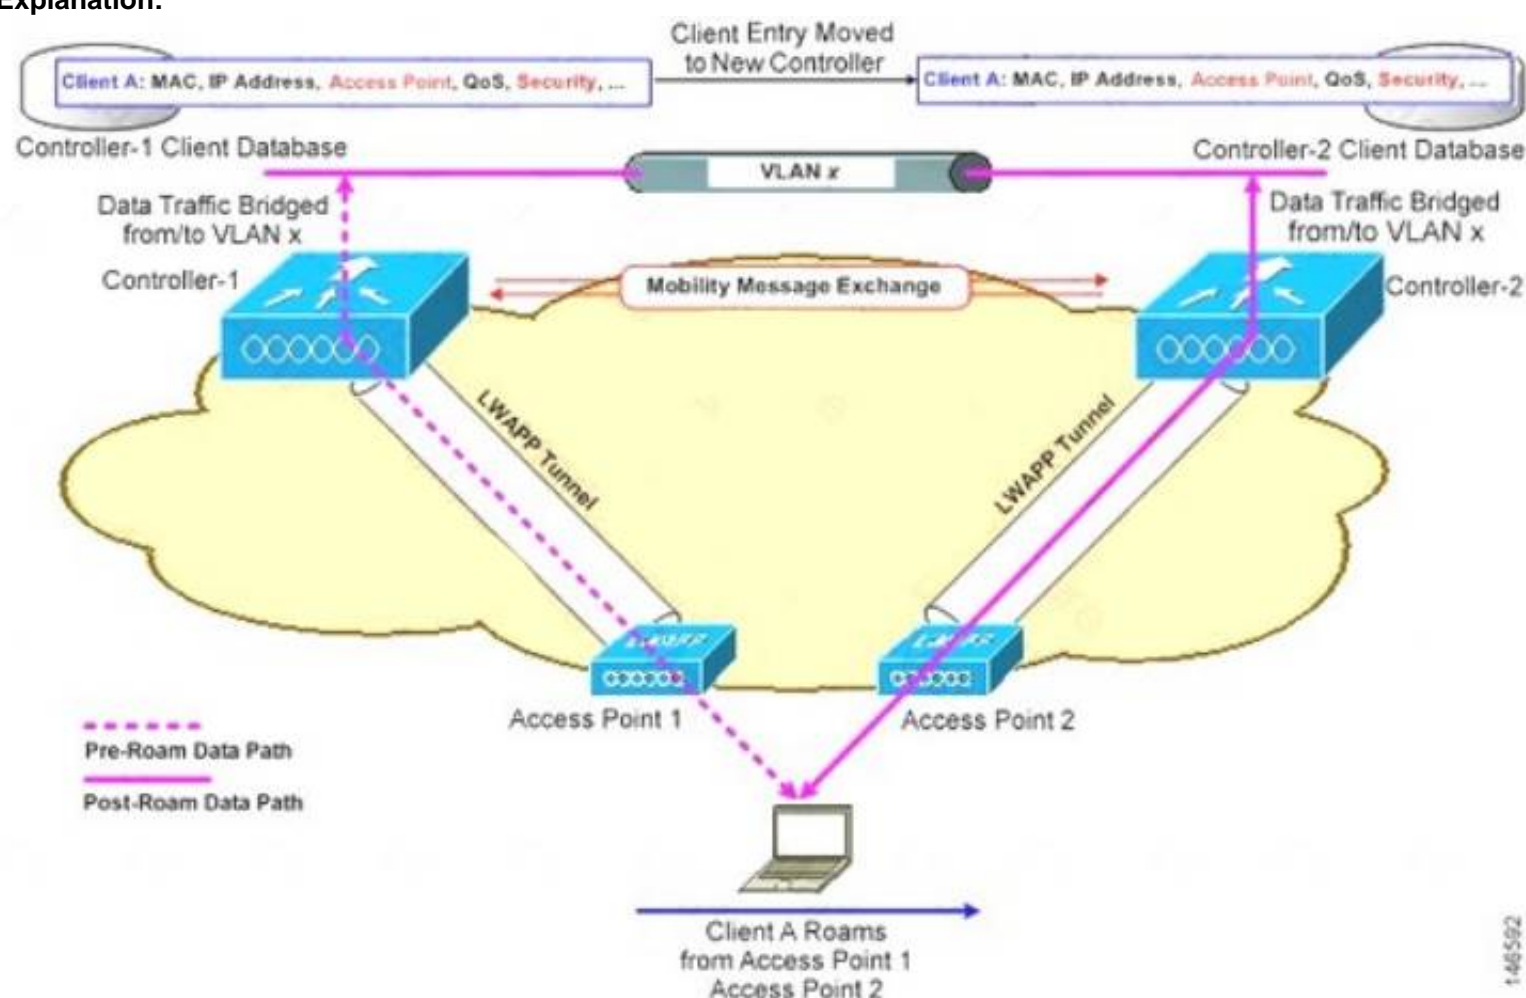 Explanation:
Client Entry Moved
to New Controller
Client A: MAC, IP Address, Access Point, QoS, Security, ...
Client A: MAC, IP Address, Access Point, QoS, Security, ...
Controller-1 Client Database
Controller-2 Client Database
VLAN x
Data Traffic Bridged
from/to VLAN x
Data Traffic Bridged
from/to VLAN x
Controller-1
Mobility Message Exchange
Controller-2
LWAPP Tunnel
LWAPP Tunnel
LWAPP
LWAPP
Access Point 1
Access Point 2
Pre-Roam Data Path
Post-Roam Data Path
Client A Roams
from Access Point 1
Access Point 2
146592